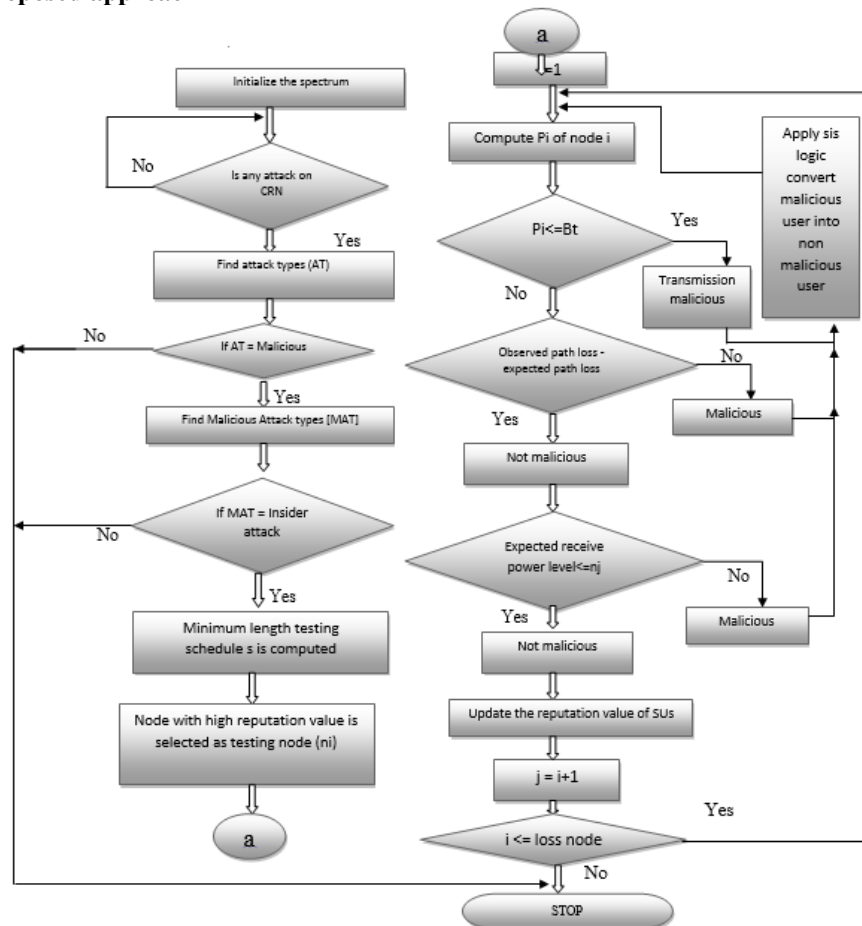 Initialize the spectrum
No
Is any attack on
CRN
Yes
Find attack types (AT)
No
If AT = Malicious
Yes
Find Malicious Attack types [MAT]
If MAT = Insider
attack
No
Yes
Minimum length testing
schedule s is computed
Node with high reputation value is
selected as testing node (ni)
a
a
=1
Compute Pi of node i
Apply sis
logic
convert
malicious
user into
non
malicious
user
Pi<=Bt
Yes
Transmission
malicious
No
Observed path loss -
expected path loss
No
Malicious
Yes
Not malicious
Expected receive
power level<=nj
No
Malicious
Yes
Not malicious
Update the reputation value of SUs
j = i+1
Yes
i <= loss node
No
STOP